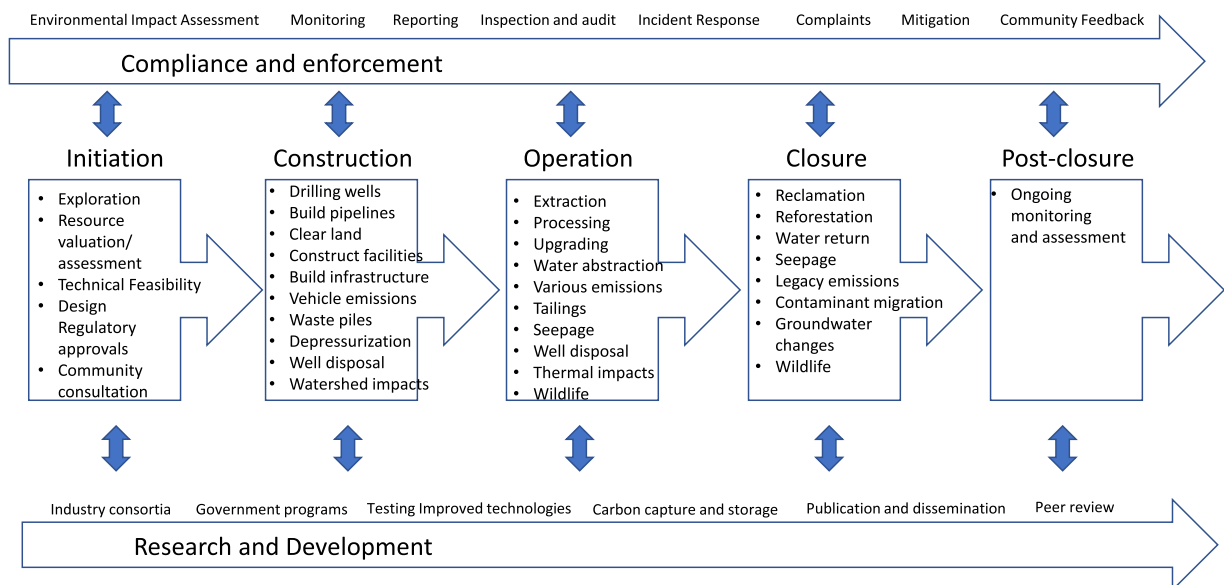 Environmental Impact Assessment Monitoring Reporting Inspection and audit Incident Response Complaints Mitigation Community Feedback
Compliance and enforcement
Initiation
• Exploration
• Resource
valuation/
assessment
• Technical Feasibility
• Design
Regulatory
approvals
• Community
consultation
Construction
• Drilling wells
• Build pipelines
• Clear land
• Construct facilities
• Build infrastructure
• Vehicle emissions
• Waste piles
• Depressurization
• Well disposal
• Watershed impacts
Operation
• Extraction
• Processing
• Upgrading
• Water abstraction
• Various emissions
• Tailings
• Seepage
• Well disposal
• Thermal impacts
• Wildlife
Closure
• Reclamation
• Reforestation
• Water return
• Seepage
• Legacy emissions
• Contaminant migration
• Groundwater
changes
• Wildlife
Post-closure
• Ongoing
monitoring
and assessment
Industry consortia Government programs Testing Improved technologies Carbon capture and storage Publication and dissemination Peer review
Research and Development